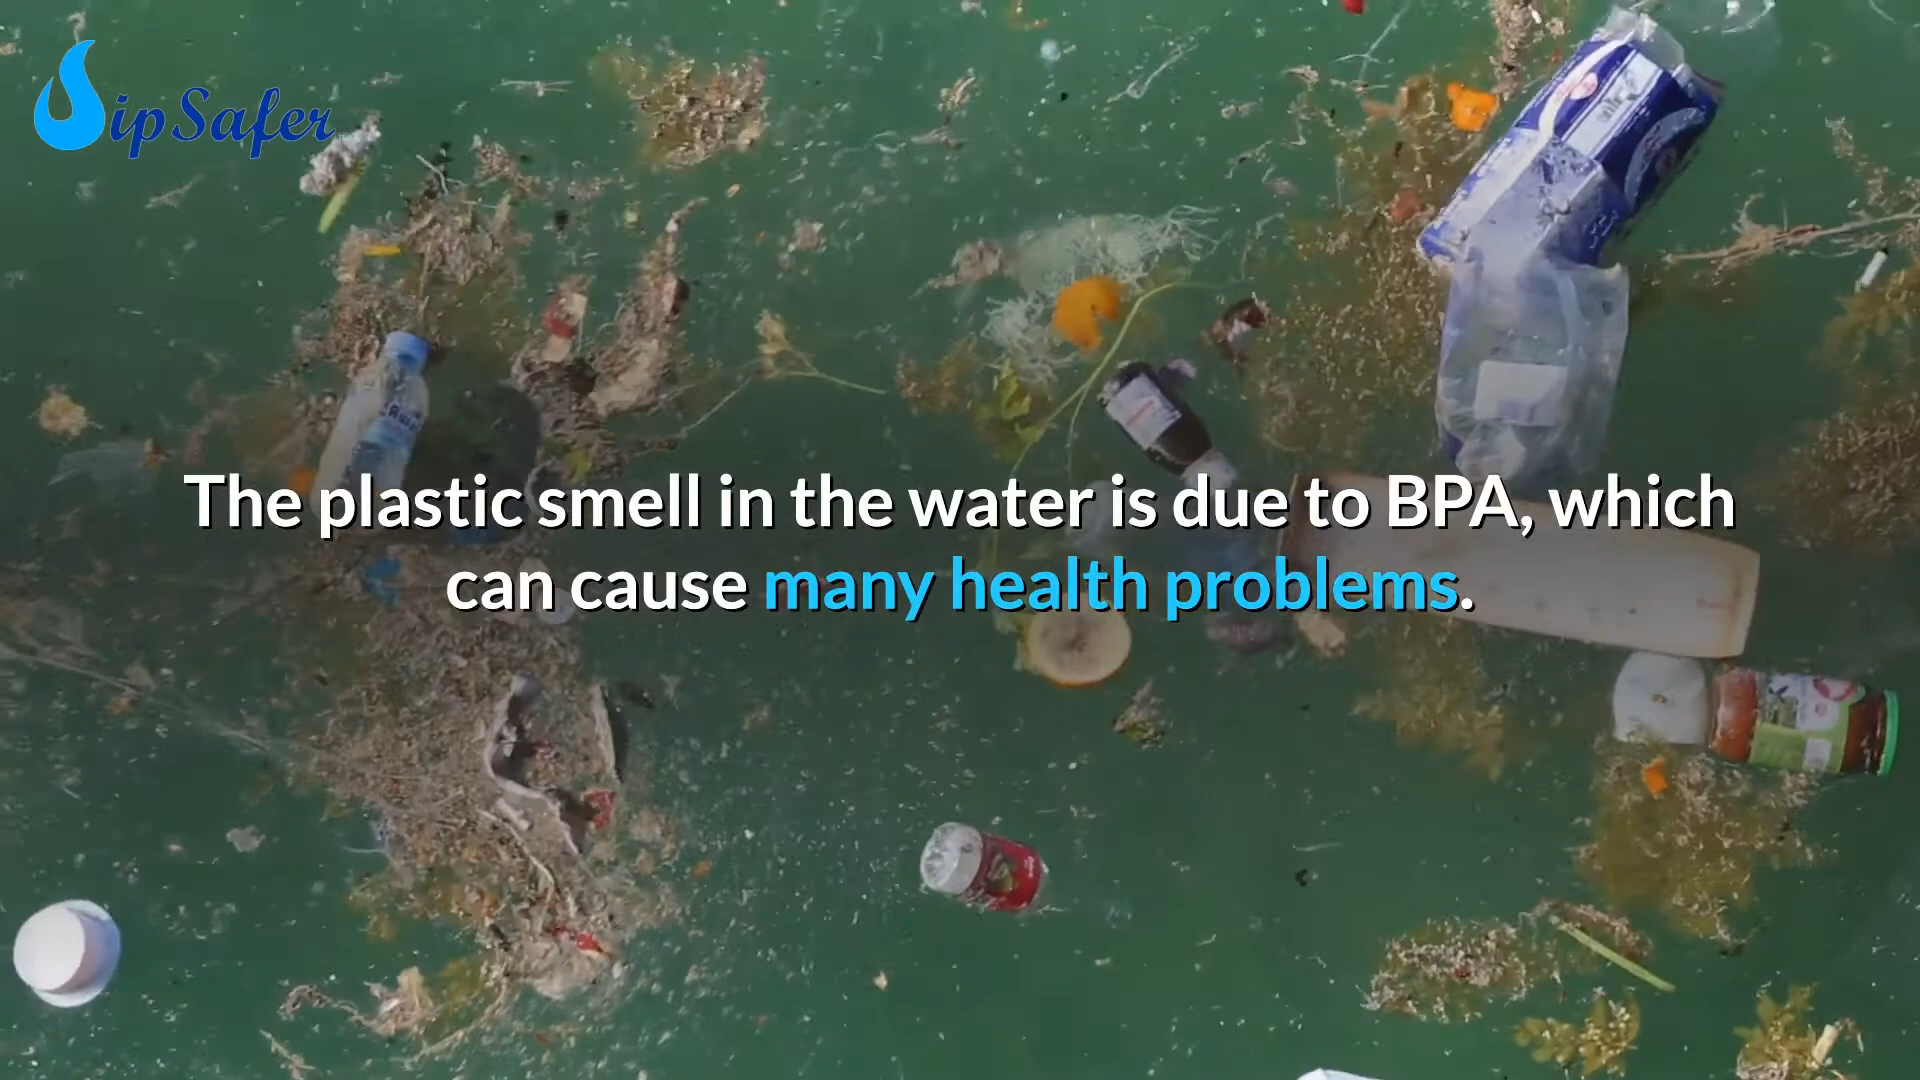 SipSafer
The plastic smell in the water is due to BPA, which
can cause many health problems.